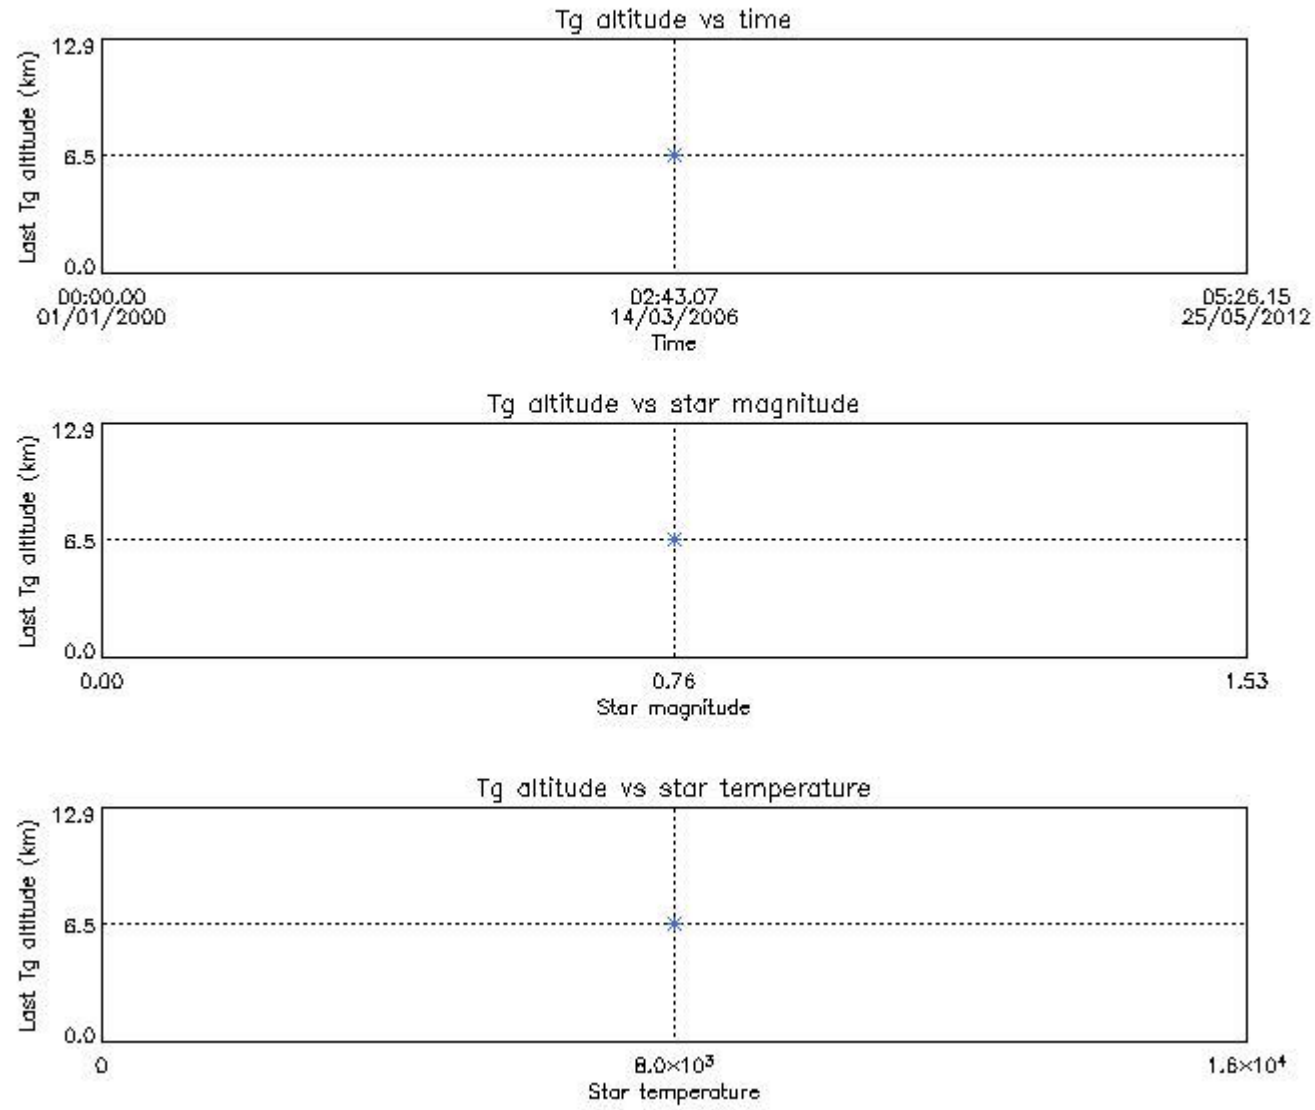 Tg altitude vs time
Last Tg altitude (km)
12.9
6.5
0.0
00:00.00 02:43.07 05:26.15
01/01/2000 14/03/2006 25/05/2012
Time
Tg altitude vs star magnitude
Last Tg altitude (km)
12.9
6.5
0.0
0.00 0.76 1.53
Star magnitude
Tg altitude vs star temperature
Last Tg altitude (km)
12.9
6.5
0.0
0 8.0×10³ 1.6×10⁴
Star temperature